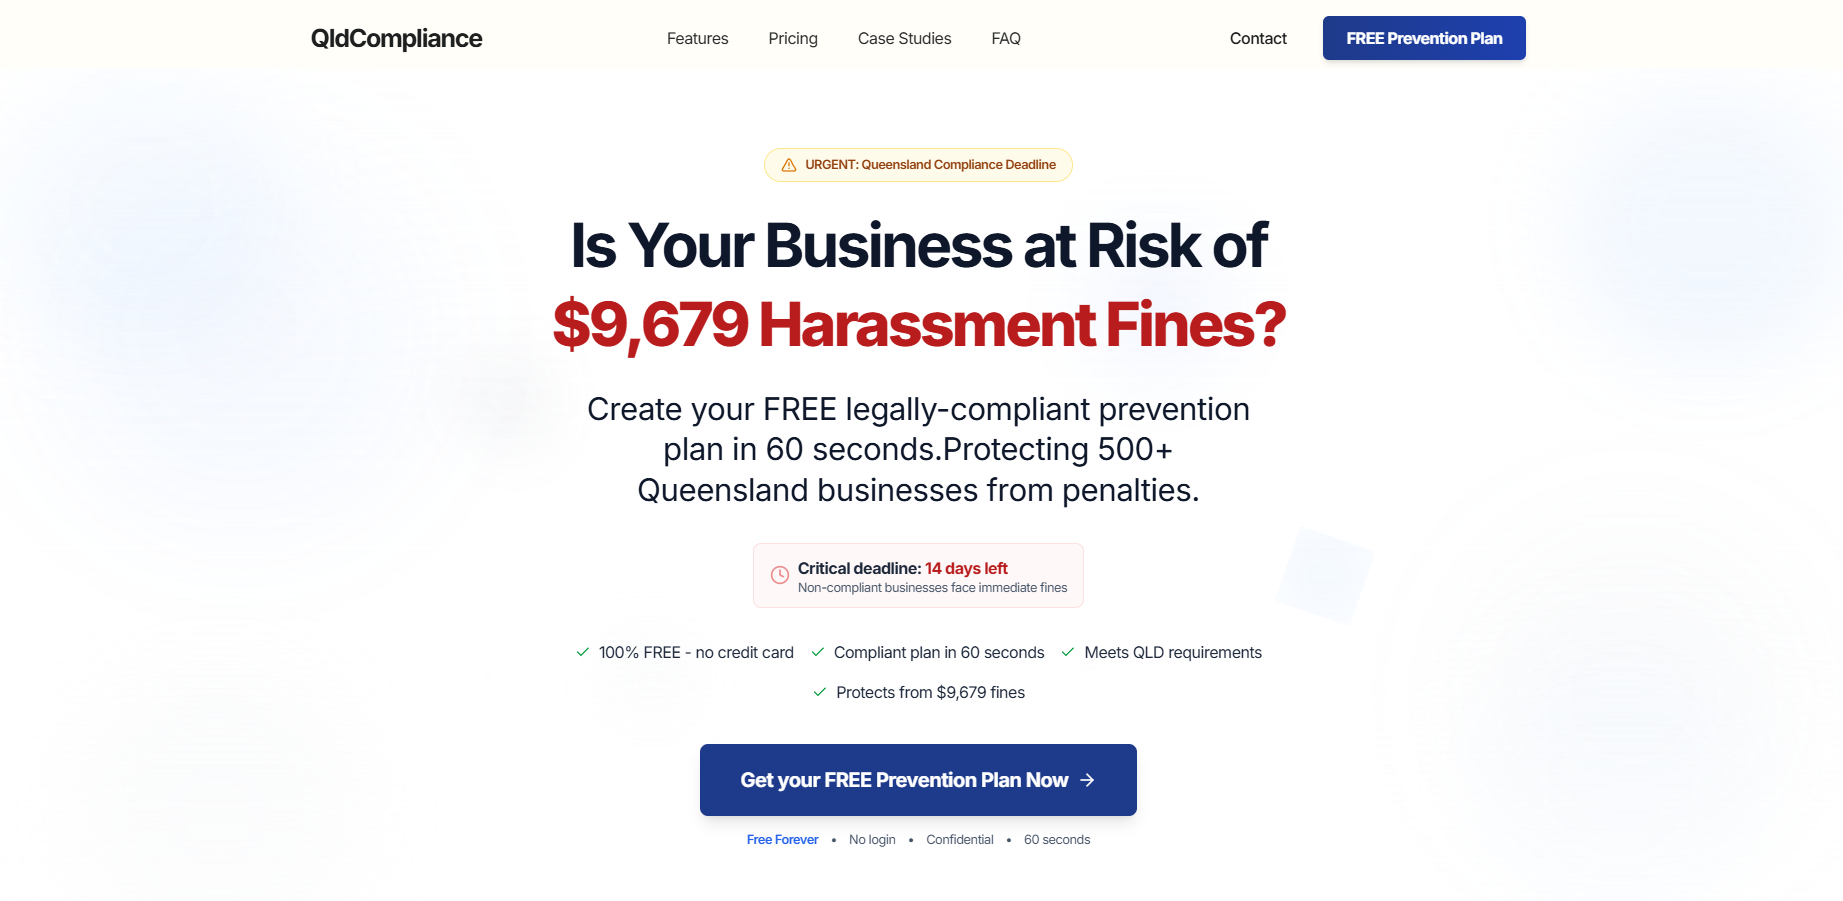 QldCompliance
Features
Pricing
Case Studies
FAQ
Contact
FREE Prevention Plan
URGENT: Queensland Compliance Deadline
Is Your Business at Risk of
$9,679 Harassment Fines?
Create your FREE legally-compliant prevention
plan in 60 seconds.Protecting 500+
Queensland businesses from penalties.
Critical deadline: 14 days left
Non-compliant businesses face immediate fines
100% FREE - no credit card
Compliant plan in 60 seconds
Meets QLD requirements
Protects from $9,679 fines
Get your FREE Prevention Plan Now →
Free Forever • No login • Confidential • 60 seconds